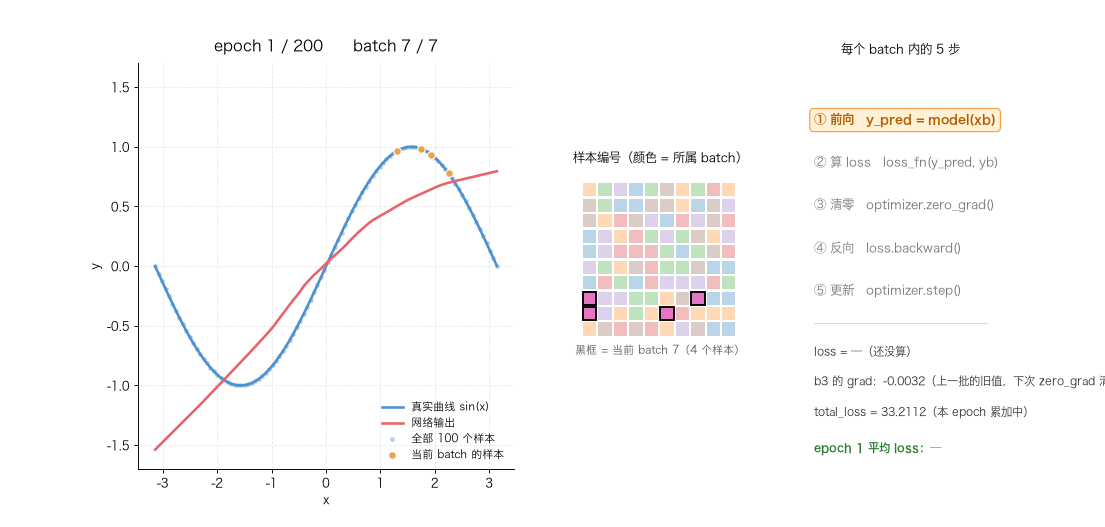 epoch 1 / 200 batch 7 / 7
1.5
1.0
0.5
0.0
-0.5
-1.0
-1.5
y
-3
-2
-1
0
1
2
3
x
真实曲线 sin(x)
网络输出
全部 100 个样本
当前 batch 的样本
样本编号（颜色 = 所属 batch）
黑框 = 当前 batch 7（4 个样本）
每个 batch 内的 5 步
① 前向 y_pred = model(xb)
② 算 loss loss_fn(y_pred, yb)
③ 清零 optimizer.zero_grad()
④ 反向 loss.backward()
⑤ 更新 optimizer.step()
loss = —（还没算）
b3 的 grad：-0.0032（上一批的旧值，下次 zero_grad
total_loss = 33.2112（本 epoch 累加中）
epoch 1 平均 loss：—